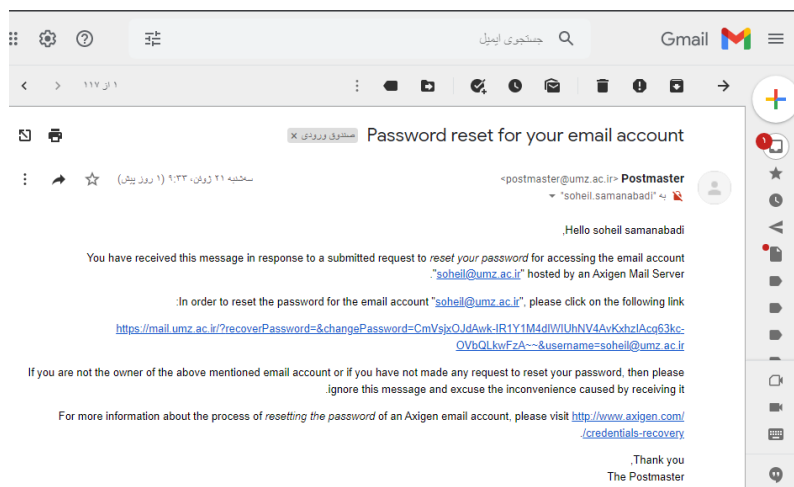 Gmail
جستجوی ایمیل
۱ از ۱۱۷
Password reset for your email account
صندوق ورودی ×
Postmaster <postmaster@umz.ac.ir>
سه‌شنبه ۲۱ ژوئن،‏ ۹:۳۳ (۱ روز پیش)
به "soheil.samanabadi"
Hello soheil samanabadi,
You have received this message in response to a submitted request to reset your password for accessing the email account
"soheil@umz.ac.ir" hosted by an Axigen Mail Server.
In order to reset the password for the email account "soheil@umz.ac.ir", please click on the following link:
https://mail.umz.ac.ir/?recoverPassword=&changePassword=CmVsjxOJdAwk-IR1Y1M4dIWIUhNV4AvKxhzIAcq63kc-
OVbQLkwFzA~~&username=soheil@umz.ac.ir
If you are not the owner of the above mentioned email account or if you have not made any request to reset your password, then please
ignore this message and excuse the inconvenience caused by receiving it.
For more information about the process of resetting the password of an Axigen email account, please visit http://www.axigen.com/
credentials-recovery/.
Thank you,
The Postmaster
۱